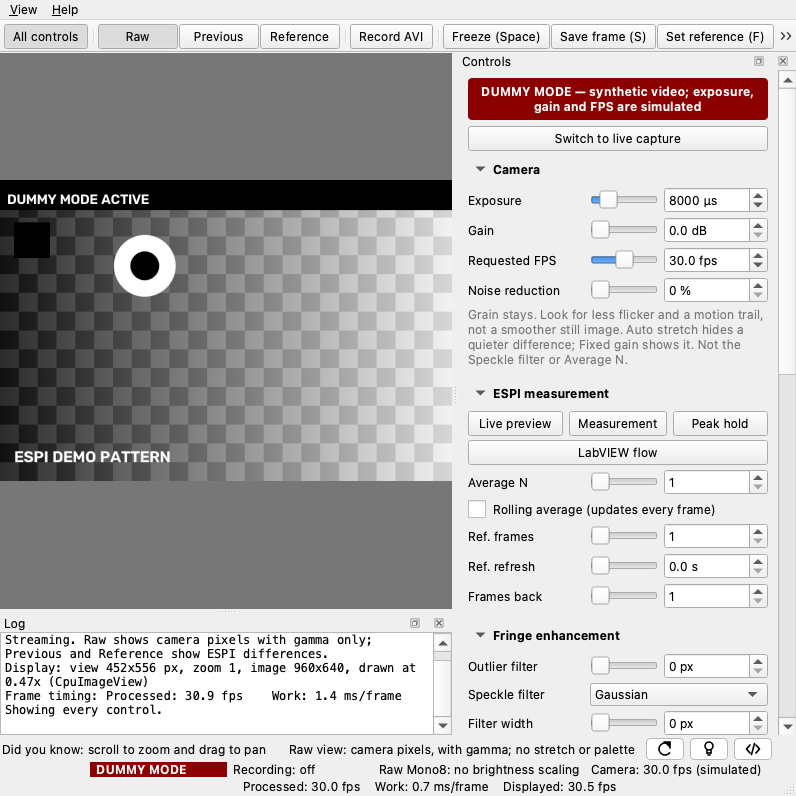 View Help
All controls Raw Previous Reference Record AVI Freeze (Space) Save frame (S) Set reference (F) »
Controls
DUMMY MODE — synthetic video; exposure,
gain and FPS are simulated
Switch to live capture
Camera
Exposure 8000 µs
Gain 0.0 dB
Requested FPS 30.0 fps
Noise reduction 0 %
Grain stays. Look for less flicker and a motion trail,
not a smoother still image. Auto stretch hides a
quieter difference; Fixed gain shows it. Not the
Speckle filter or Average N.
ESPI measurement
Live preview Measurement Peak hold
LabVIEW flow
Average N 1
Rolling average (updates every frame)
Ref. frames 1
Ref. refresh 0.0 s
Frames back 1
Fringe enhancement
Outlier filter 0 px
Speckle filter Gaussian
Filter width 0 px
DUMMY MODE ACTIVE
ESPI DEMO PATTERN
Log
Streaming. Raw shows camera pixels with gamma only;
Previous and Reference show ESPI differences.
Display: view 452x556 px, zoom 1, image 960x640, drawn at
0.47x (CpuImageView)
Frame timing: Processed: 30.9 fps Work: 1.4 ms/frame
Showing every control.
Did you know: scroll to zoom and drag to pan Raw view: camera pixels, with gamma; no stretch or palette
DUMMY MODE Recording: off Raw Mono8: no brightness scaling Camera: 30.0 fps (simulated)
Processed: 30.0 fps Work: 0.7 ms/frame Displayed: 30.5 fps